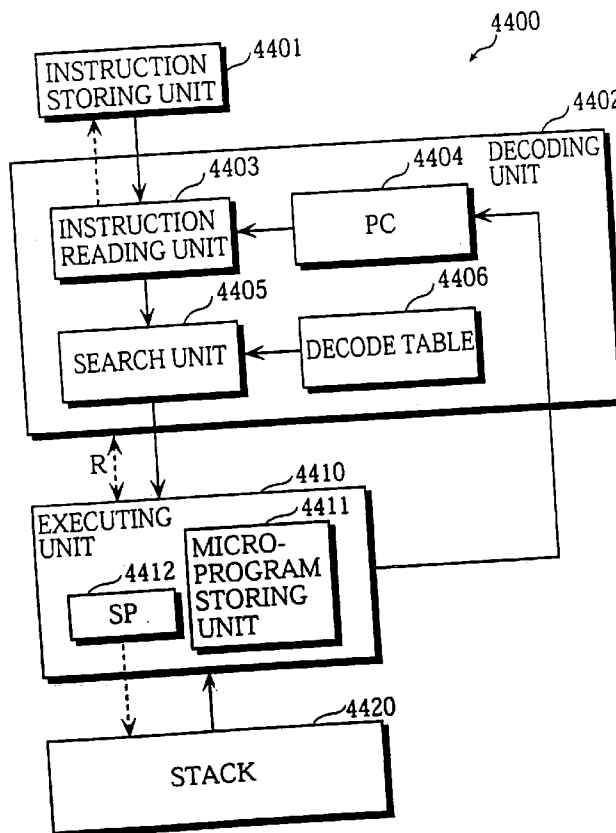 4400
4401
INSTRUCTION
STORING UNIT
4402
DECODING
UNIT
4403
4404
INSTRUCTION
READING UNIT
PC
4405
4406
SEARCH UNIT
DECODE TABLE
R
4410
EXECUTING
UNIT
4411
MICRO-
PROGRAM
STORING
UNIT
4412
SP
4420
STACK